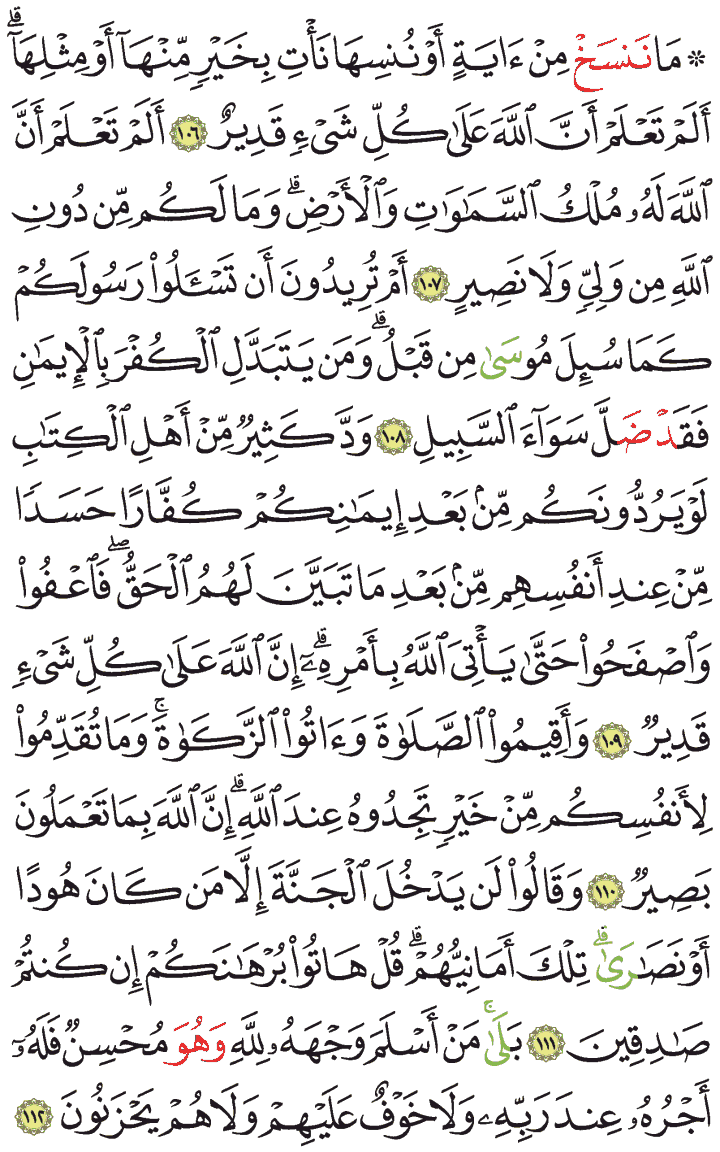 ۞ مَا نَنسَخْ مِنْ ءَايَةٍ أَوْ نُنسِهَا نَأْتِ بِخَيْرٍ مِّنْهَآ أَوْ مِثْلِهَآ ۗ
أَلَمْ تَعْلَمْ أَنَّ ٱللَّهَ عَلَىٰ كُلِّ شَىْءٍ قَدِيرٌ ١٠٦ أَلَمْ تَعْلَمْ أَنَّ
ٱللَّهَ لَهُۥ مُلْكُ ٱلسَّمَـٰوَٰتِ وَٱلْأَرْضِ ۗ وَمَا لَكُم مِّن دُونِ
ٱللَّهِ مِن وَلِىٍّ وَلَا نَصِيرٍ ١٠٧ أَمْ تُرِيدُونَ أَن تَسْـَٔلُوا۟ رَسُولَكُمْ
كَمَا سُئِلَ مُوسَىٰ مِن قَبْلُ ۗ وَمَن يَتَبَدَّلِ ٱلْكُفْرَ بِٱلْإِيمَـٰنِ
فَقَدْ ضَلَّ سَوَآءَ ٱلسَّبِيلِ ١٠٨ وَدَّ كَثِيرٌ مِّنْ أَهْلِ ٱلْكِتَـٰبِ
لَوْ يَرُدُّونَكُم مِّنۢ بَعْدِ إِيمَـٰنِكُمْ كُفَّارًا حَسَدًا
مِّنْ عِندِ أَنفُسِهِم مِّنۢ بَعْدِ مَا تَبَيَّنَ لَهُمُ ٱلْحَقُّ ۖ فَٱعْفُوا۟
وَٱصْفَحُوا۟ حَتَّىٰ يَأْتِىَ ٱللَّهُ بِأَمْرِهِۦٓ ۗ إِنَّ ٱللَّهَ عَلَىٰ كُلِّ شَىْءٍ
قَدِيرٌ ١٠٩ وَأَقِيمُوا۟ ٱلصَّلَوٰةَ وَءَاتُوا۟ ٱلزَّكَوٰةَ ۚ وَمَا تُقَدِّمُوا۟
لِأَنفُسِكُم مِّنْ خَيْرٍ تَجِدُوهُ عِندَ ٱللَّهِ ۗ إِنَّ ٱللَّهَ بِمَا تَعْمَلُونَ
بَصِيرٌ ١١٠ وَقَالُوا۟ لَن يَدْخُلَ ٱلْجَنَّةَ إِلَّا مَن كَانَ هُودًا
أَوْ نَصَـٰرَىٰ ۗ تِلْكَ أَمَانِيُّهُمْ ۗ قُلْ هَاتُوا۟ بُرْهَـٰنَكُمْ إِن كُنتُمْ
صَـٰدِقِينَ ١١١ بَلَىٰ ۚ مَنْ أَسْلَمَ وَجْهَهُۥ لِلَّهِ وَهُوَ مُحْسِنٌ فَلَهُۥٓ
أَجْرُهُۥ عِندَ رَبِّهِۦ وَلَا خَوْفٌ عَلَيْهِمْ وَلَا هُمْ يَحْزَنُونَ ١١٢